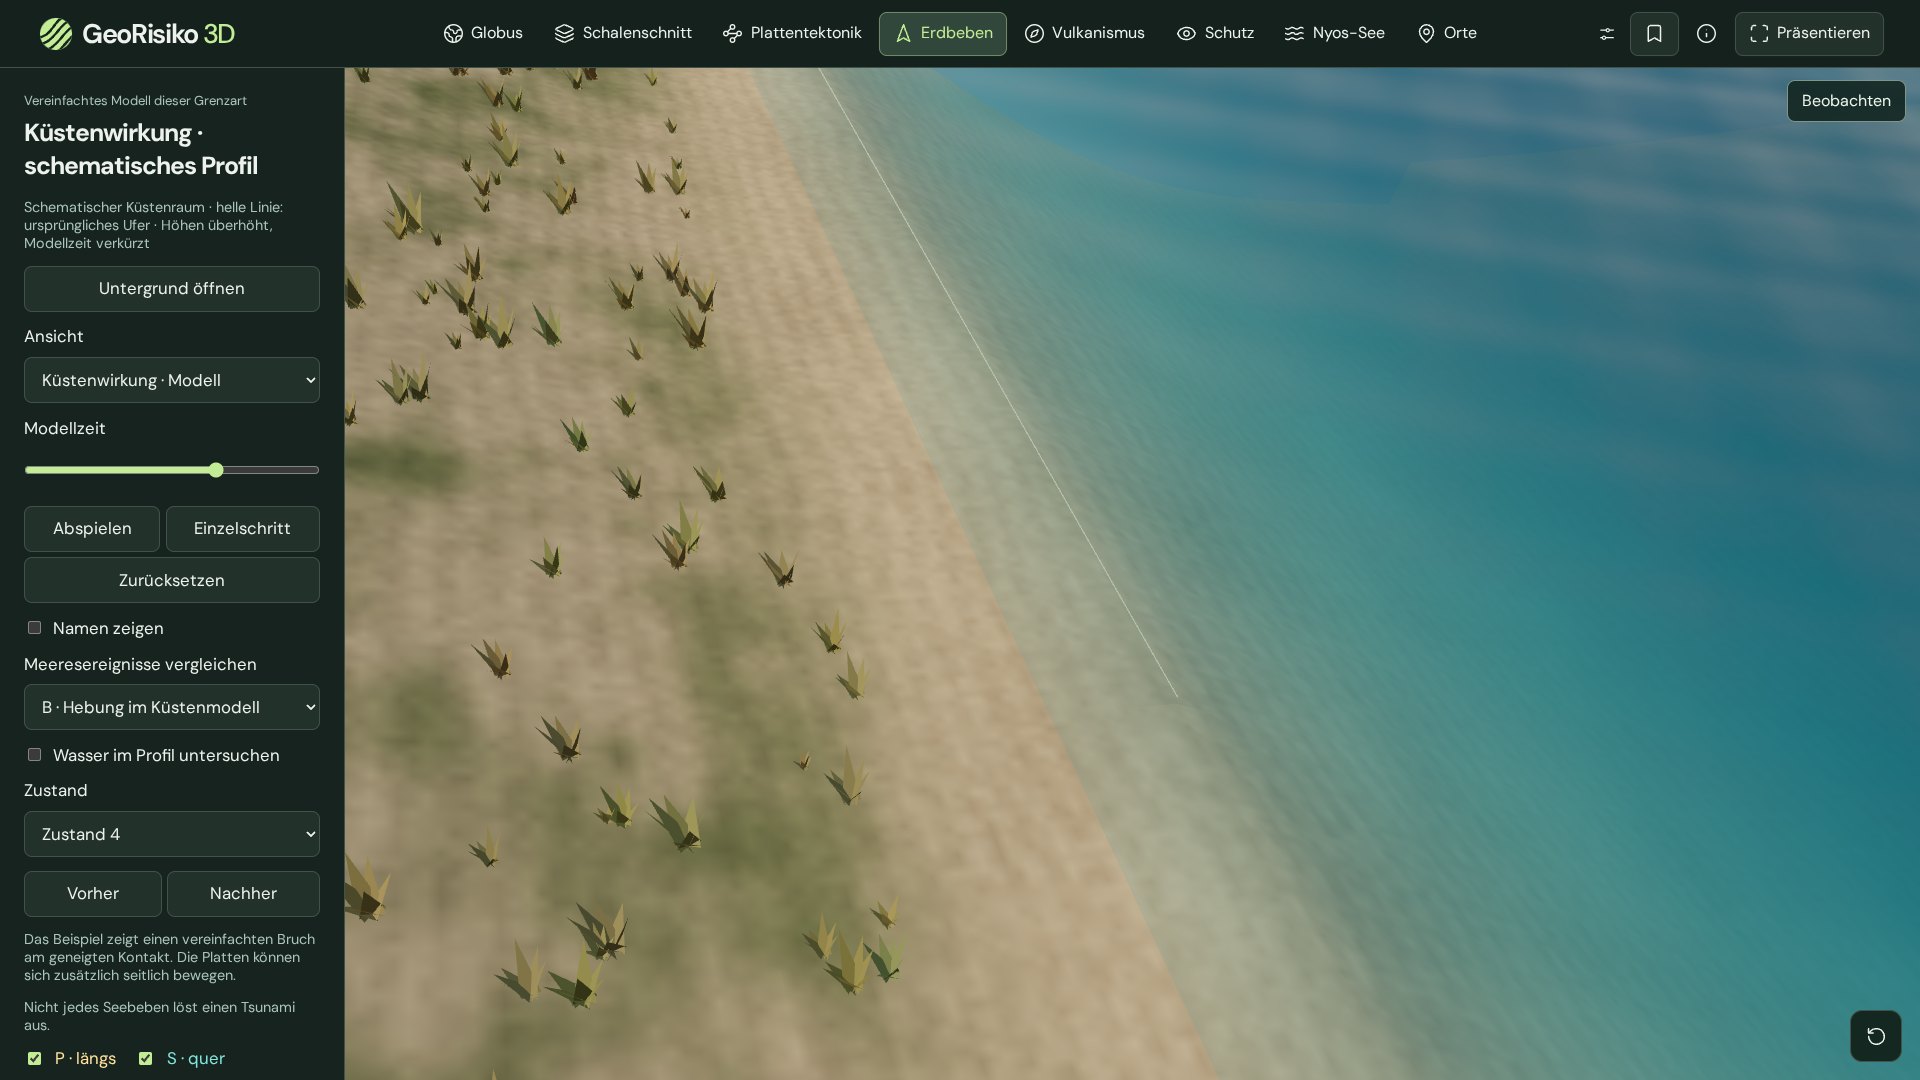 GeoRisiko 3D
Globus
Schalenschnitt
Plattentektonik
Erdbeben
Vulkanismus
Schutz
Nyos-See
Orte
Präsentieren
Vereinfachtes Modell dieser Grenzart
Küstenwirkung ·
schematisches Profil
Schematischer Küstenraum · helle Linie:
ursprüngliches Ufer · Höhen überhöht,
Modellzeit verkürzt
Untergrund öffnen
Ansicht
Küstenwirkung · Modell
Modellzeit
Abspielen
Einzelschritt
Zurücksetzen
Namen zeigen
Meeresereignisse vergleichen
B · Hebung im Küstenmodell
Wasser im Profil untersuchen
Zustand
Zustand 4
Vorher
Nachher
Das Beispiel zeigt einen vereinfachten Bruch
am geneigten Kontakt. Die Platten können
sich zusätzlich seitlich bewegen.
Nicht jedes Seebeben löst einen Tsunami
aus.
P · längs
S · quer
Beobachten